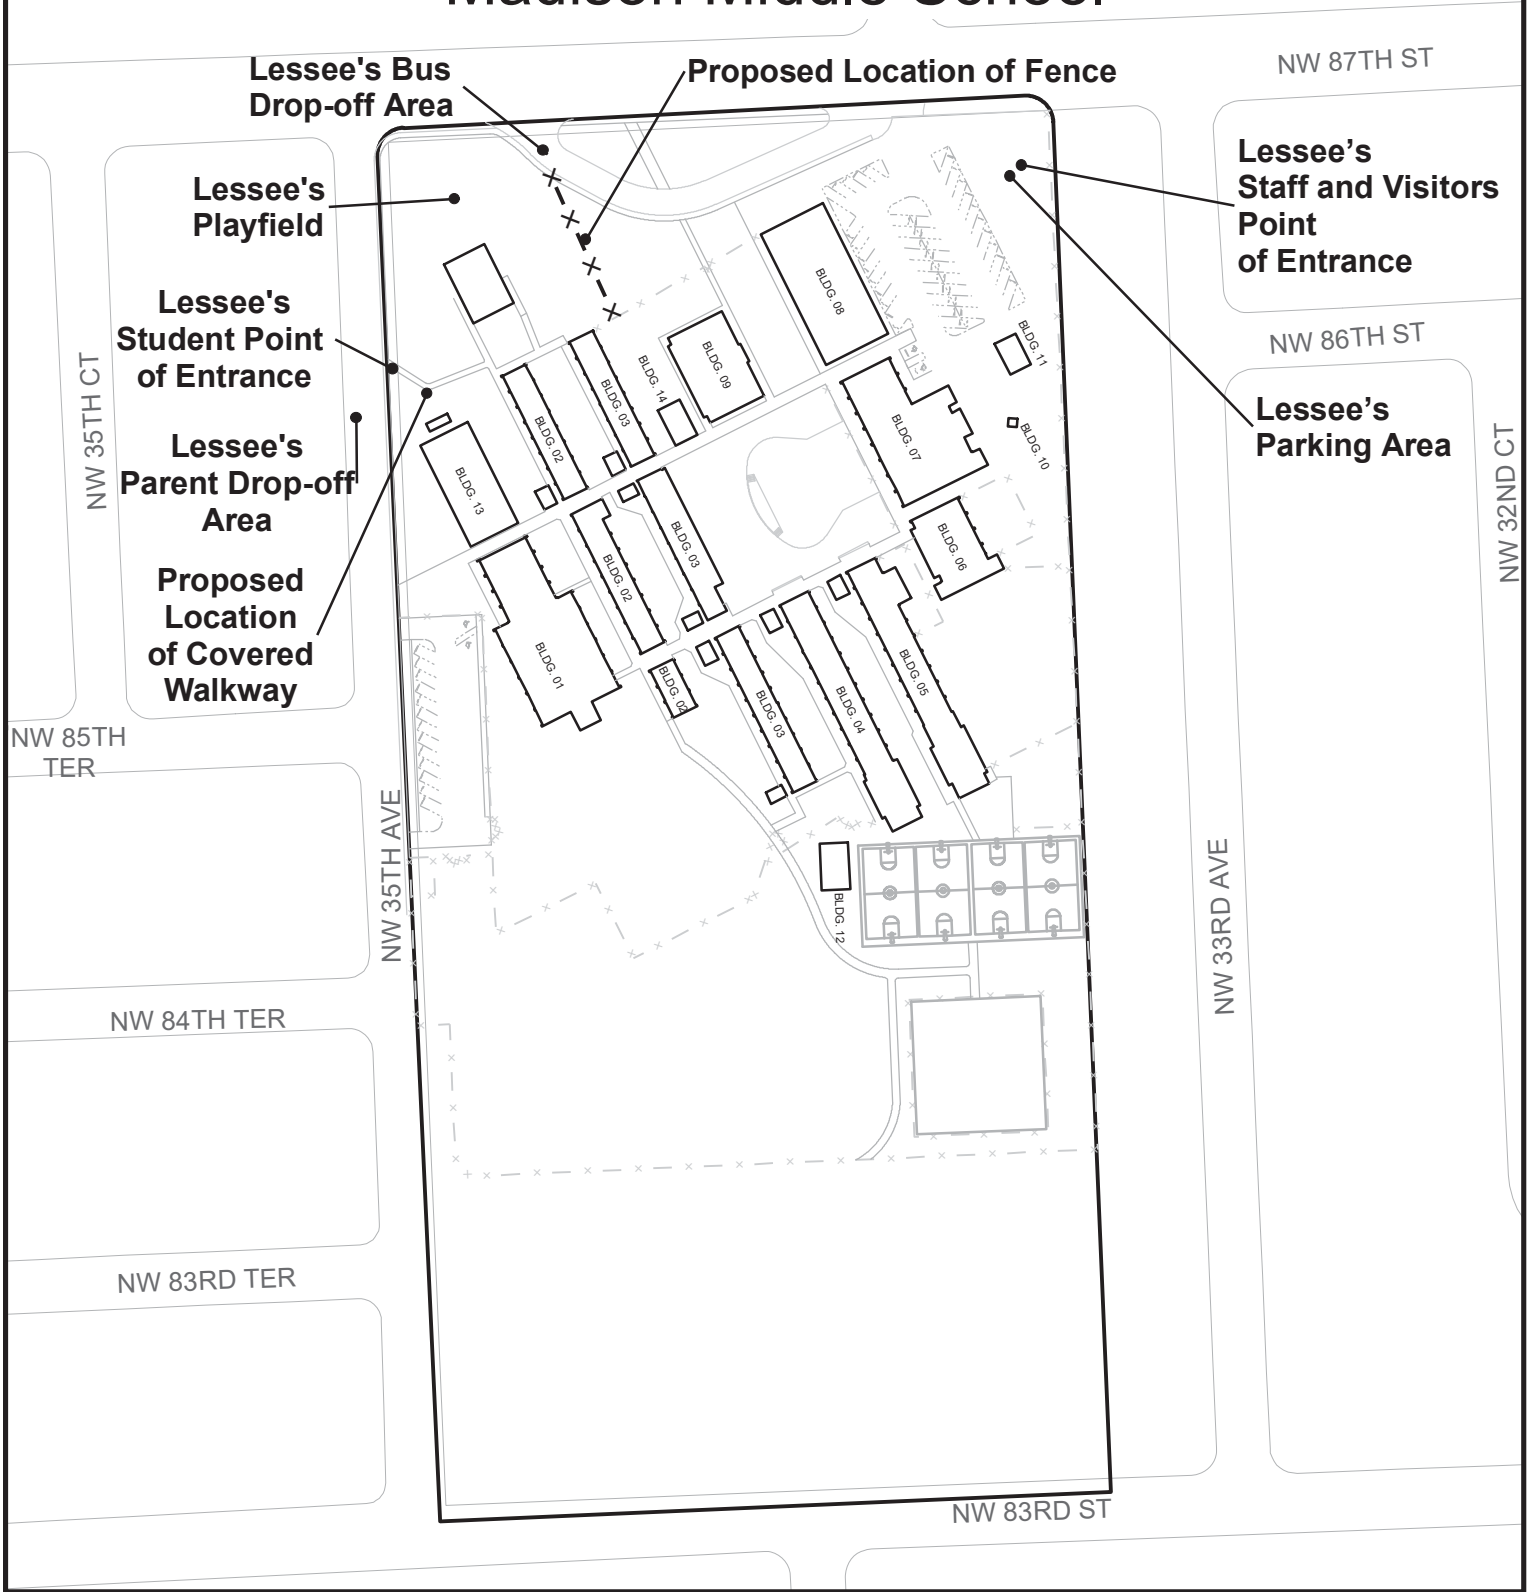 Madison Middle School
NW 87TH ST
Lessee's Bus
Drop-off Area
Proposed Location of Fence
Lessee’s
Staff and Visitors
Point
of Entrance
Lessee's
Playfield
Lessee's
Student Point
of Entrance
NW 86TH ST
Lessee’s
Parking Area
Lessee's
Parent Drop-off
Area
Proposed
Location
of Covered
Walkway
NW 35TH CT
NW 32ND CT
BLDG. 08
BLDG. 11
BLDG. 09
BLDG. 14
BLDG. 03
BLDG. 02
BLDG. 07
BLDG. 10
BLDG. 13
BLDG. 03
BLDG. 06
BLDG. 02
BLDG. 01
BLDG. 02
BLDG. 05
BLDG. 03
BLDG. 04
NW 85TH
TER
NW 35TH AVE
BLDG. 12
NW 33RD AVE
NW 84TH TER
NW 83RD TER
NW 83RD ST